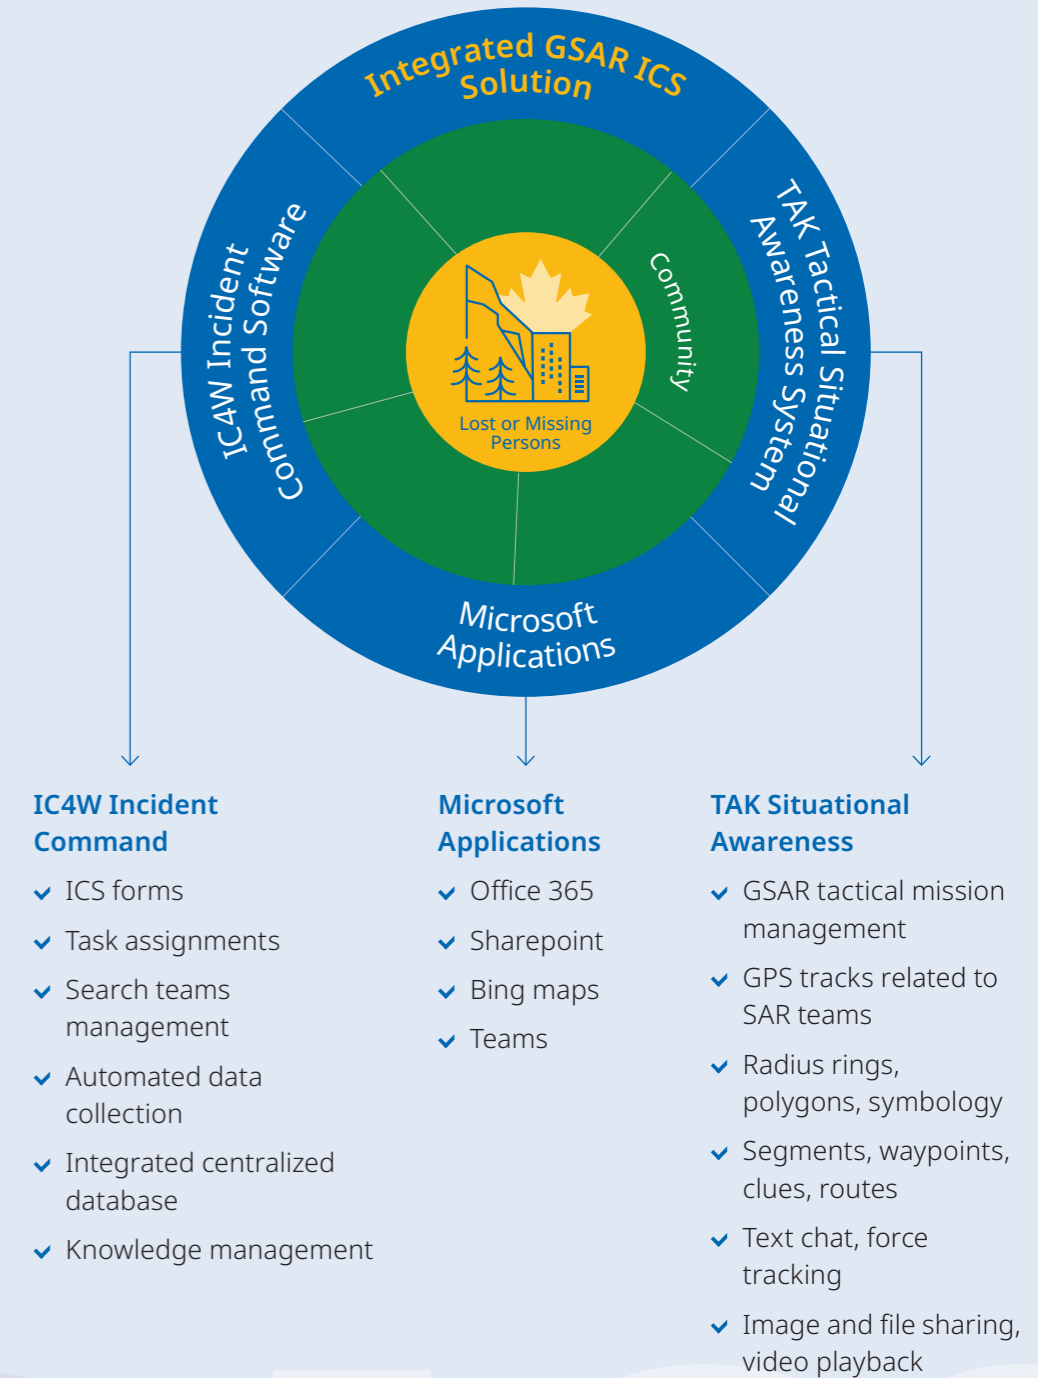 Integrated GSAR ICS
Solution
IC4W Incident
Command Software
TAK Tactical Situational
Awareness System
Community
Lost or Missing
Persons
Microsoft
Applications
IC4W Incident
Command
ICS forms
Task assignments
Search teams
management
Automated data
collection
Integrated centralized
database
Knowledge management
Microsoft
Applications
Office 365
Sharepoint
Bing maps
Teams
TAK Situational
Awareness
GSAR tactical mission
management
GPS tracks related to
SAR teams
Radius rings,
polygons, symbology
Segments, waypoints,
clues, routes
Text chat, force
tracking
Image and file sharing,
video playback